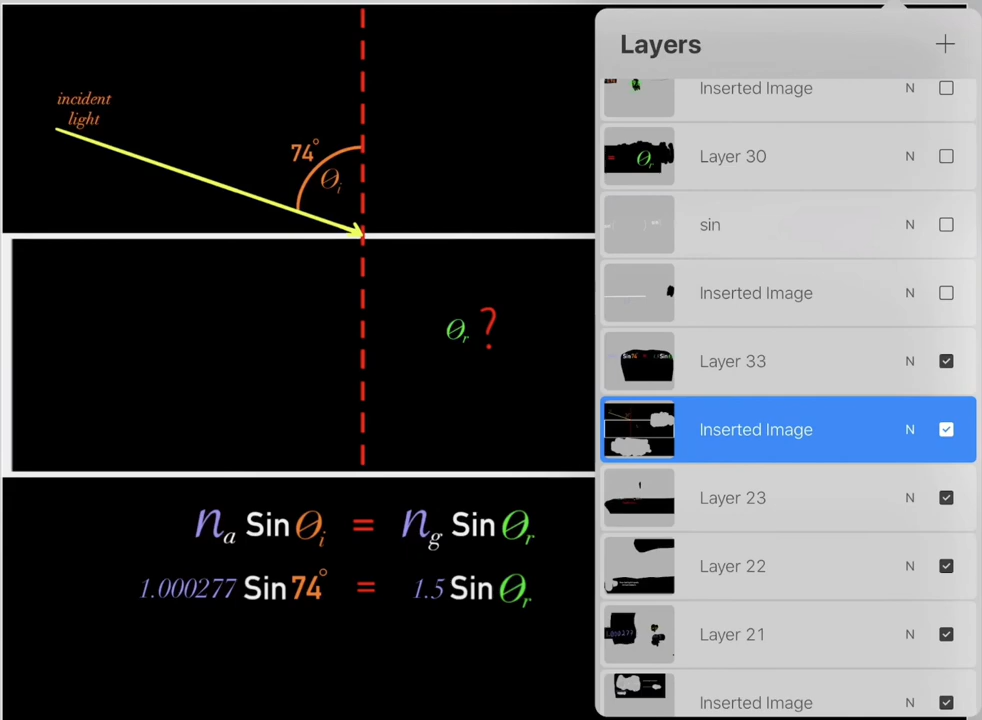 incident
light
74°
θi
θr ?
na Sin θi = ng Sin θr
1.000277 Sin 74° = 1.5 Sin θr
Layers
Inserted Image N
Layer 30 N
sin N
Inserted Image N
Layer 33 N
Inserted Image N
Layer 23 N
Layer 22 N
Layer 21 N
Inserted Image N